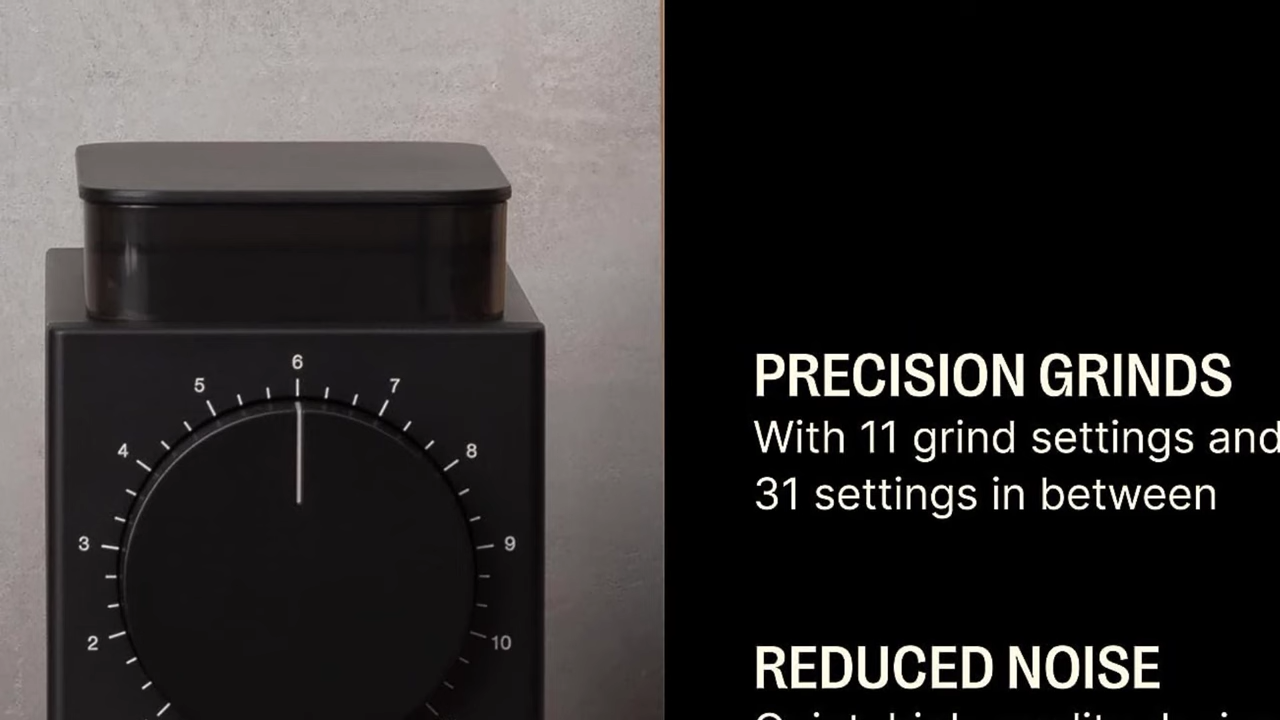 6
5
7
4
8
3
9
2
10
PRECISION GRINDS
With 11 grind settings and
31 settings in between
REDUCED NOISE